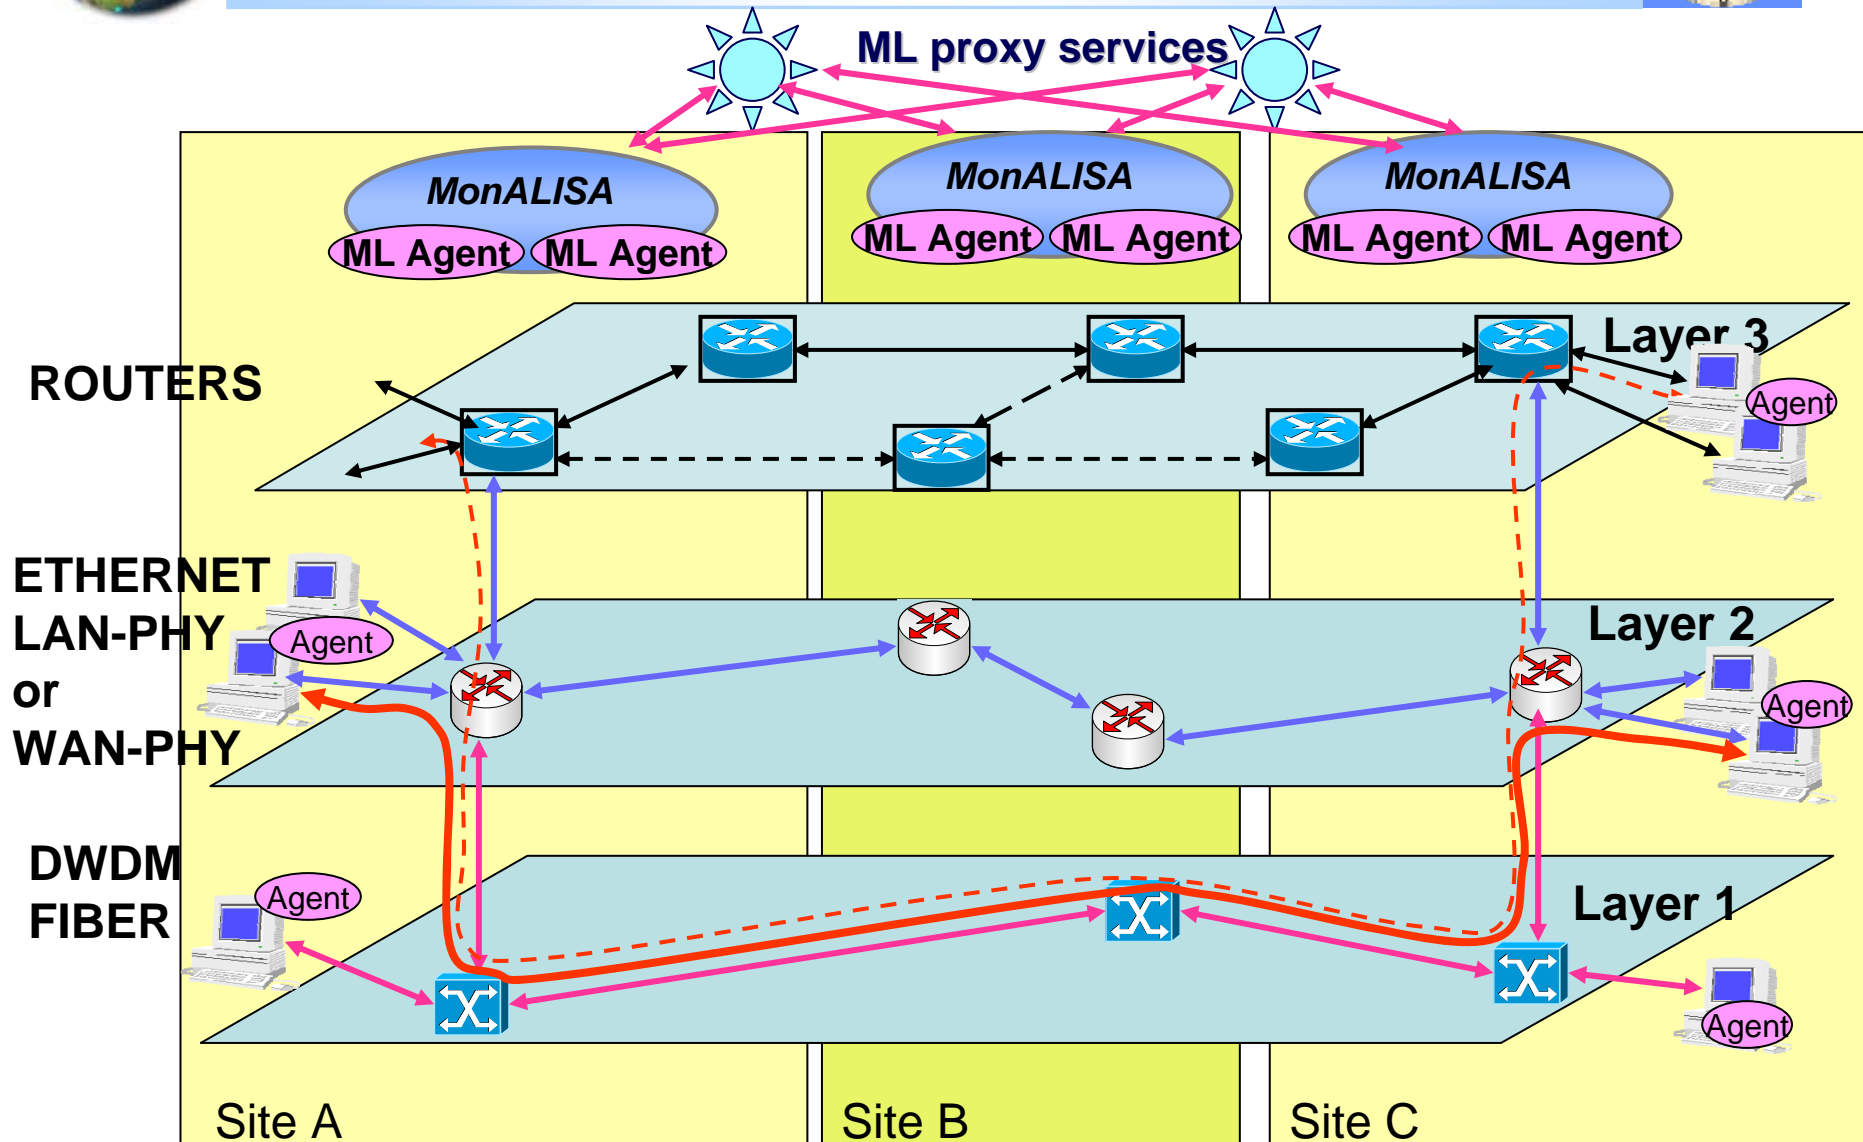 ML proxy services
MonALISA
MonALISA
MonALISA
ML Agent
ML Agent
ML Agent
ML Agent
ML Agent
ML Agent
Layer 3
ROUTERS
Agent
ETHERNET
LAN-PHY
or
WAN-PHY
Agent
Layer 2
Agent
DWDM
FIBER
Agent
Layer 1
Agent
Site A
Site B
Site C